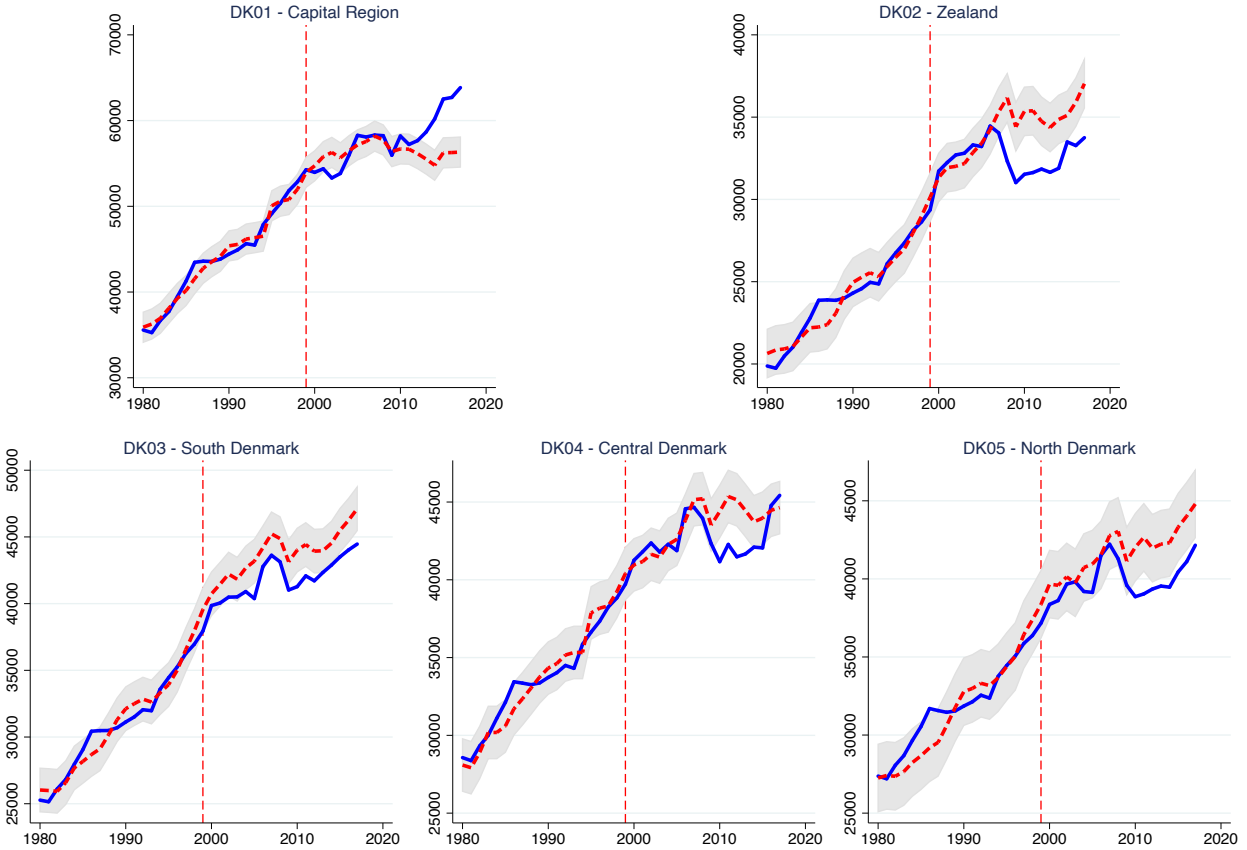 DK01 - Capital Region
70000
60000
50000
40000
30000
1980 1990 2000 2010 2020
DK02 - Zealand
40000
35000
30000
25000
20000
1980 1990 2000 2010 2020
DK03 - South Denmark
50000
45000
40000
35000
30000
25000
1980 1990 2000 2010 2020
DK04 - Central Denmark
45000
40000
35000
30000
25000
1980 1990 2000 2010 2020
DK05 - North Denmark
45000
40000
35000
30000
25000
1980 1990 2000 2010 2020